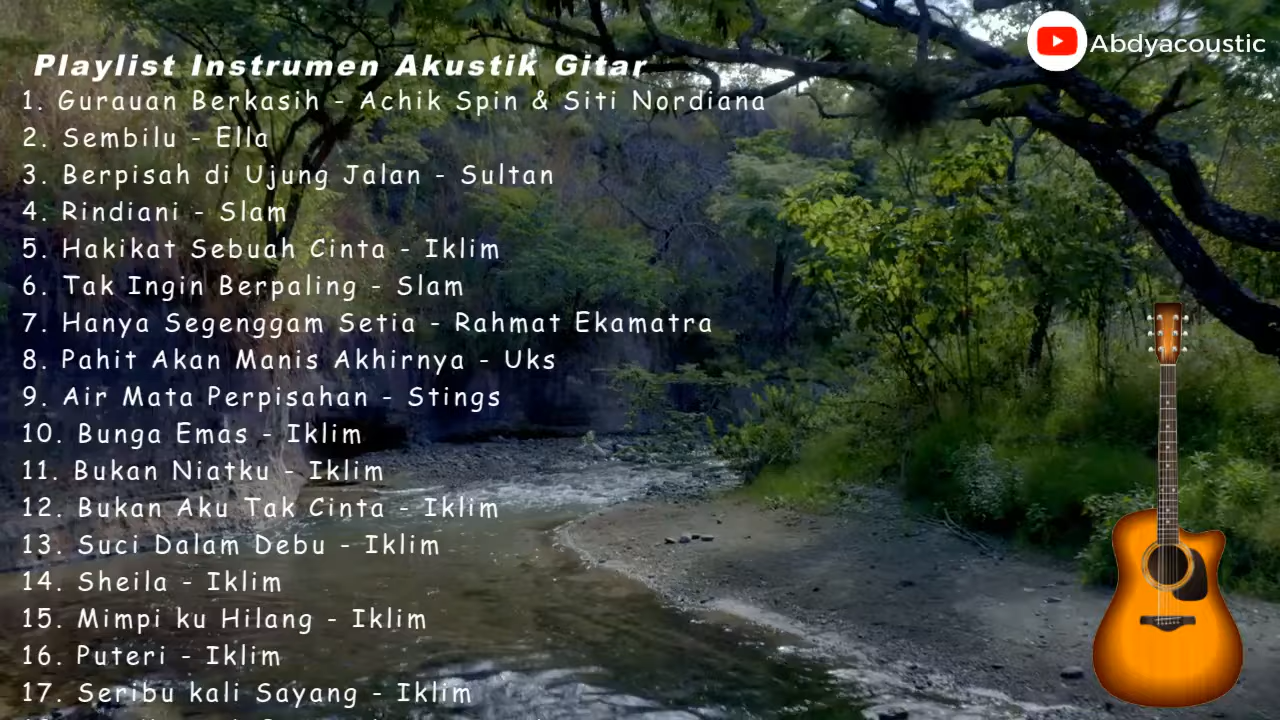 Abdyacoustic
Playlist Instrumen Akustik Gitar
1. Gurauan Berkasih - Achik Spin & Siti Nordiana
2. Sembilu - Ella
3. Berpisah di Ujung Jalan - Sultan
4. Rindiani - Slam
5. Hakikat Sebuah Cinta - Iklim
6. Tak Ingin Berpaling - Slam
7. Hanya Segenggam Setia - Rahmat Ekamatra
8. Pahit Akan Manis Akhirnya - Uks
9. Air Mata Perpisahan - Stings
10. Bunga Emas - Iklim
11. Bukan Niatku - Iklim
12. Bukan Aku Tak Cinta - Iklim
13. Suci Dalam Debu - Iklim
14. Sheila - Iklim
15. Mimpi ku Hilang - Iklim
16. Puteri - Iklim
17. Seribu kali Sayang - Iklim